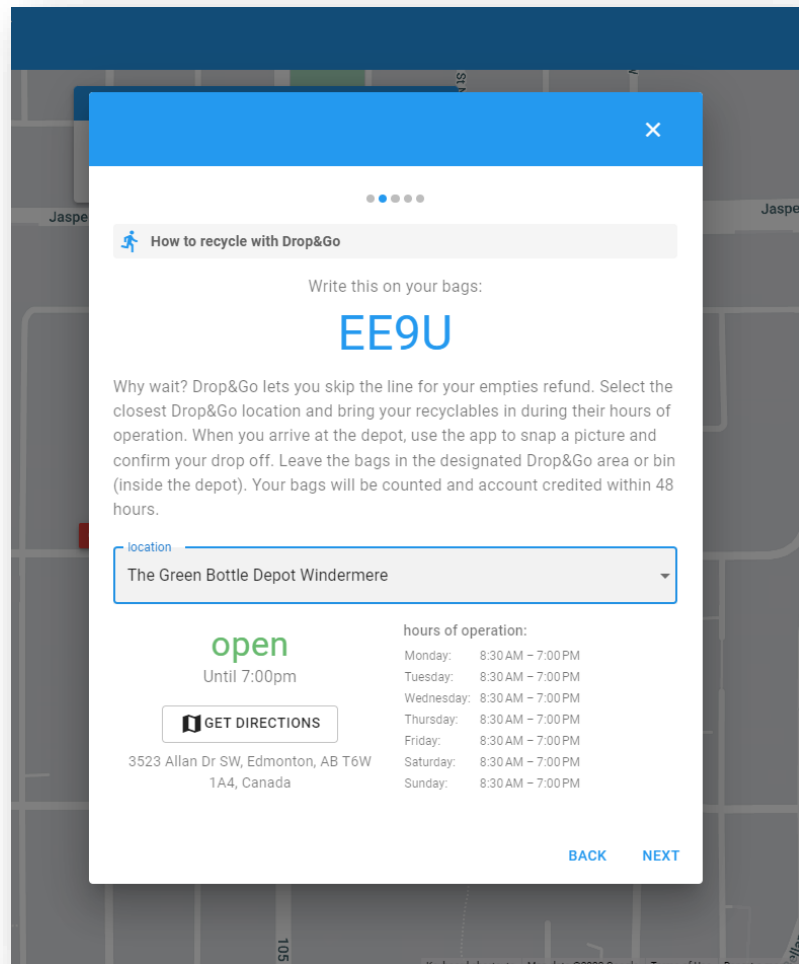 St
Jaspe
Jaspe
How to recycle with Drop&Go
Write this on your bags:
EE9U
Why wait? Drop&Go lets you skip the line for your empties refund. Select the
closest Drop&Go location and bring your recyclables in during their hours of
operation. When you arrive at the depot, use the app to snap a picture and
confirm your drop off. Leave the bags in the designated Drop&Go area or bin
(inside the depot). Your bags will be counted and account credited within 48
hours.
location
The Green Bottle Depot Windermere
open
Until 7:00pm
GET DIRECTIONS
3523 Allan Dr SW, Edmonton, AB T6W
1A4, Canada
hours of operation:
Monday: 8:30 AM – 7:00 PM
Tuesday: 8:30 AM – 7:00 PM
Wednesday: 8:30 AM – 7:00 PM
Thursday: 8:30 AM – 7:00 PM
Friday: 8:30 AM – 7:00 PM
Saturday: 8:30 AM – 7:00 PM
Sunday: 8:30 AM – 7:00 PM
BACK NEXT
105